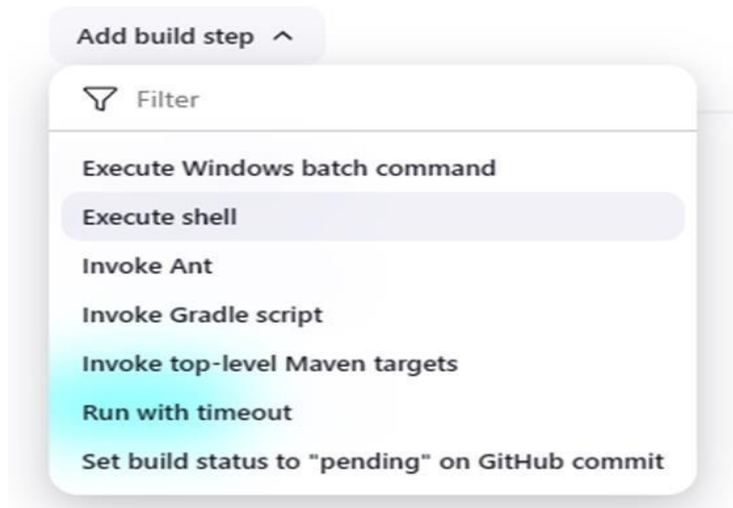 Add build step
Filter
Execute Windows batch command
Execute shell
Invoke Ant
Invoke Gradle script
Invoke top-level Maven targets
Run with timeout
Set build status to "pending" on GitHub commit